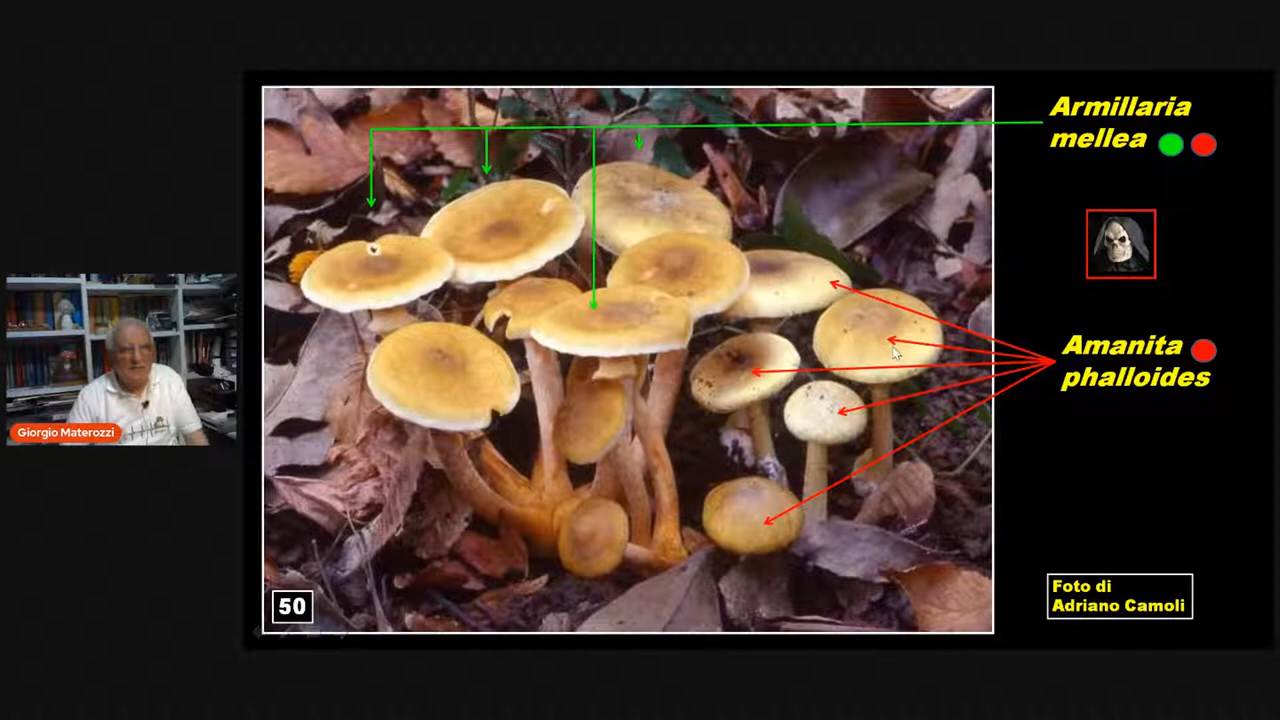 Armillaria
mellea
Amanita
phalloides
Giorgio Materozzi
Foto di
Adriano Camoli
50